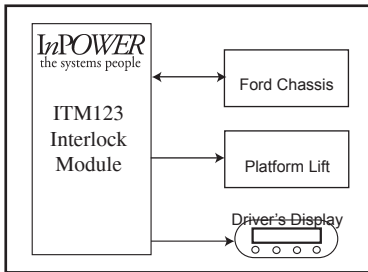 InPOWER
the systems people
ITM123
Interlock
Module
Ford Chassis
Platform Lift
Driver's Display